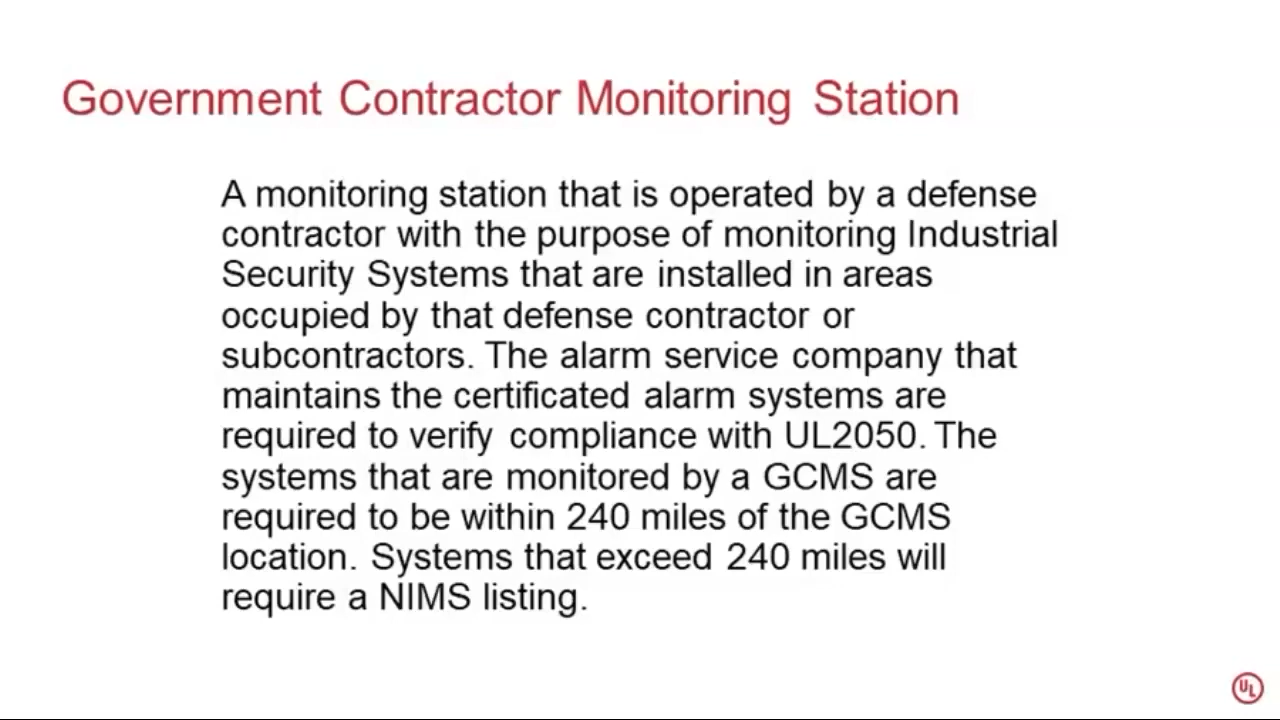 Government Contractor Monitoring Station
A monitoring station that is operated by a defense
contractor with the purpose of monitoring Industrial
Security Systems that are installed in areas
occupied by that defense contractor or
subcontractors. The alarm service company that
maintains the certificated alarm systems are
required to verify compliance with UL2050. The
systems that are monitored by a GCMS are
required to be within 240 miles of the GCMS
location. Systems that exceed 240 miles will
require a NIMS listing.
UL